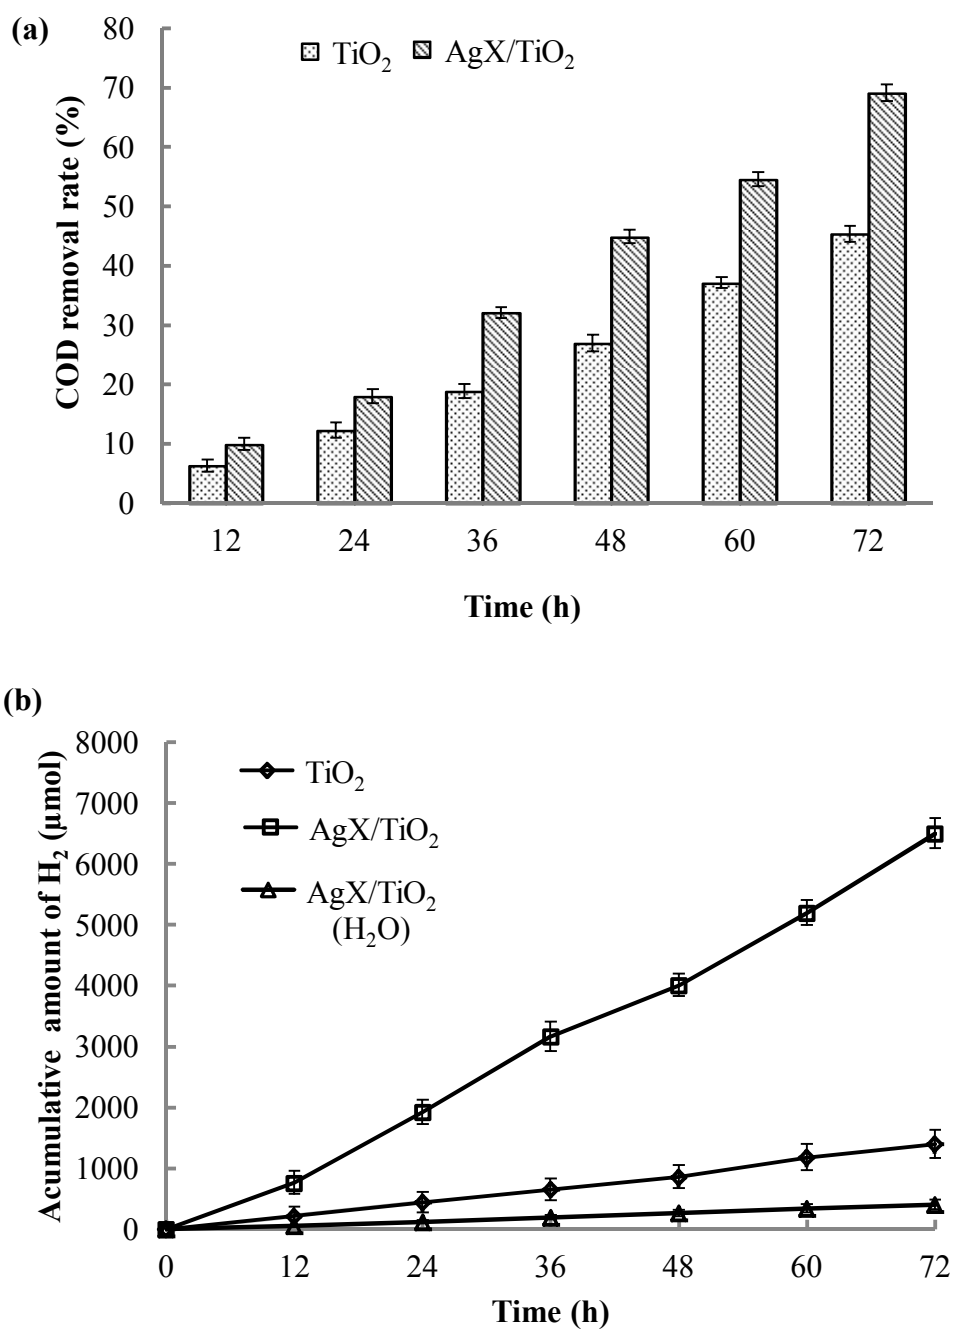 (a)
TiO₂ AgX/TiO₂
COD removal rate (%)
80
70
60
50
40
30
20
10
0
12 24 36 48 60 72
Time (h)
(b)
TiO₂
AgX/TiO₂
AgX/TiO₂
(H₂O)
Acumulative amount of H₂ (μmol)
8000
7000
6000
5000
4000
3000
2000
1000
0
0 12 24 36 48 60 72
Time (h)